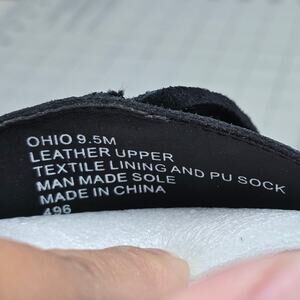 OHIO 9.5M
LEATHER UPPER
TEXTILE LINING AND PU SOCK
MAN MADE SOLE
MADE IN CHINA
496